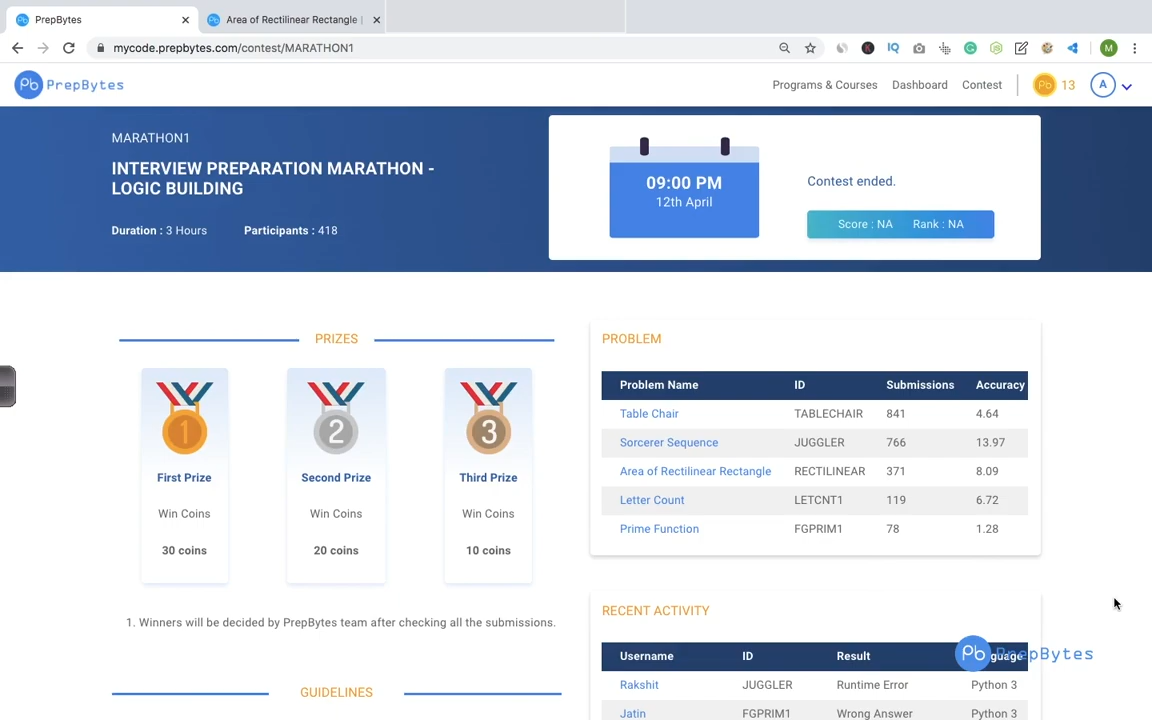 PrepBytes
Area of Rectilinear Rectangle
mycode.prepbytes.com/contest/MARATHON1
IQ
M
Pb PrepBytes
Programs & Courses Dashboard Contest Pb 13 A
MARATHON1
INTERVIEW PREPARATION MARATHON -
LOGIC BUILDING
Duration : 3 Hours Participants : 418
09:00 PM
12th April
Contest ended.
Score : NA Rank : NA
PRIZES
1 2 3
First Prize Second Prize Third Prize
Win Coins Win Coins Win Coins
30 coins 20 coins 10 coins
1. Winners will be decided by PrepBytes team after checking all the submissions.
GUIDELINES
PROBLEM
Problem Name ID Submissions Accuracy
Table Chair TABLECHAIR 841 4.64
Sorcerer Sequence JUGGLER 766 13.97
Area of Rectilinear Rectangle RECTILINEAR 371 8.09
Letter Count LETCNT1 119 6.72
Prime Function FGPRIM1 78 1.28
RECENT ACTIVITY
Username ID Result
Pb PrepBytes
Rakshit JUGGLER Runtime Error Python 3
Jatin FGPRIM1 Wrong Answer Python 3